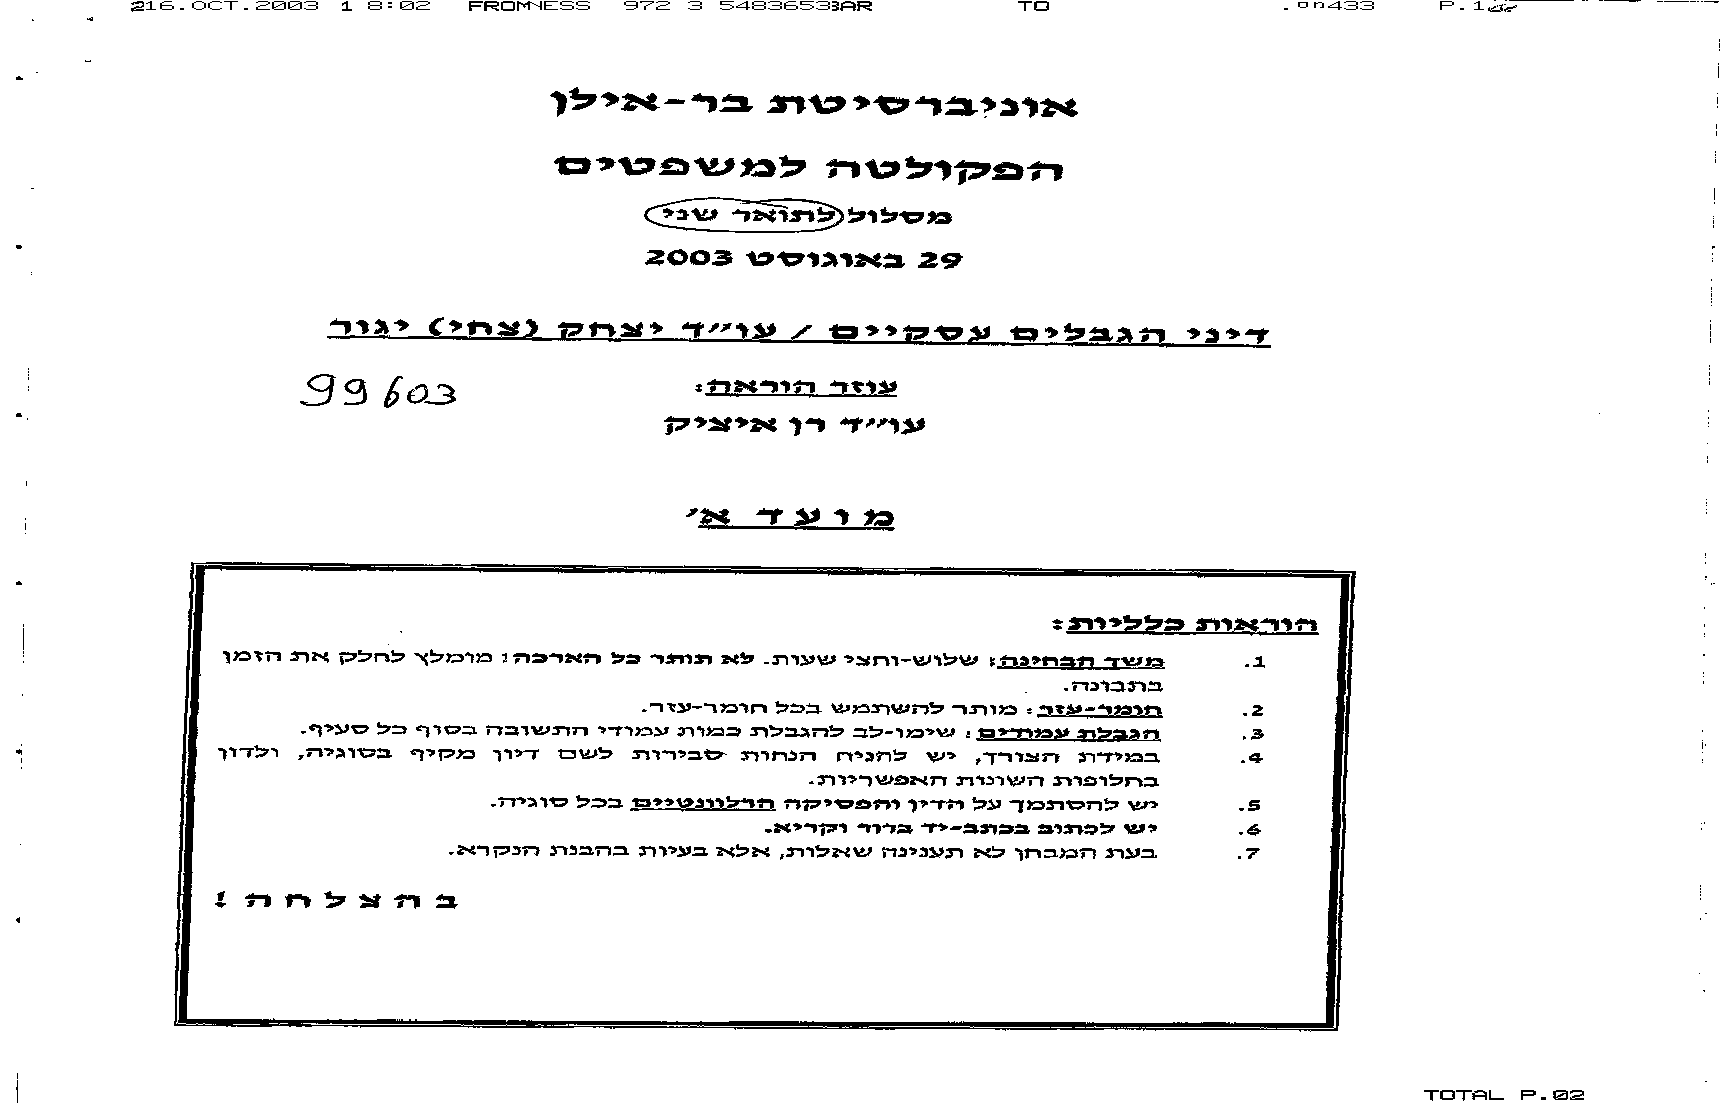 216.OCT.2003 18:02 FROMNESS 972 3 5483653BAR TO .on433 P.1
אוניברסיטת בר-אילן
הפקולטה למשפטים
מסלול לתואר שני
29 באוגוסט 2003
דיני הגבלים עסקיים / עו"ד יצחק (צחי) יגור
עוזר הוראה:
99603
עו"ד רן איציק
מועד א'
הוראות כלליות:
1. משד הבחינה: שלוש-וחצי שעות. לא תותר כל הארכה! מומלץ לחלק את הזמן
בתבונה.
2. חומר-עזר: מותר להשתמש בכל חומר-עזר.
3. הגבלת עמודים: שימו-לב להגבלת כמות עמודי התשובה בסוף כל סעיף.
4. במידת הצורך, יש להניח הנחות סבירות לשם דיון מקיף בסוגיה, ולדון
בחלופות השונות האפשריות.
5. יש להסתמך על הדין והפסיקה הרלוונטיים בכל סוגיה.
6. יש לכתוב בכתב-יד ברור וקריא.
7. בעת המבחן לא תענינה שאלות, אלא בעיות בהבנת הנקרא.
בהצלחה!
TOTAL P.02